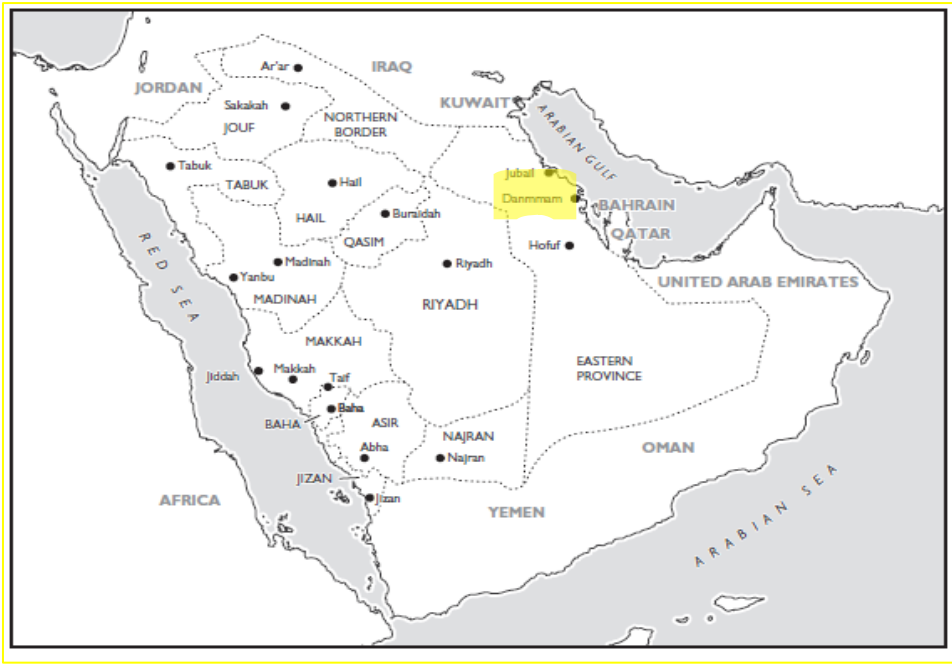 Ar'ar
IRAQ
JORDAN
KUWAIT
Sakakah
JOUF
NORTHERN
BORDER
ARABIAN GULF
Tabuk
Jubail
TABUK
Hail
Danmmam
BAHRAIN
HAIL
Buraidah
QASIM
QATAR
Hofuf
RED SEA
Madinah
Riyadh
Yanbu
UNITED ARAB EMIRATES
MADINAH
RIYADH
MAKKAH
Jiddah
Makkah
Taif
EASTERN
PROVINCE
Baha
BAHA
ASIR
NAJRAN
Abha
Najran
OMAN
JIZAN
Jizan
AFRICA
YEMEN
ARABIAN SEA